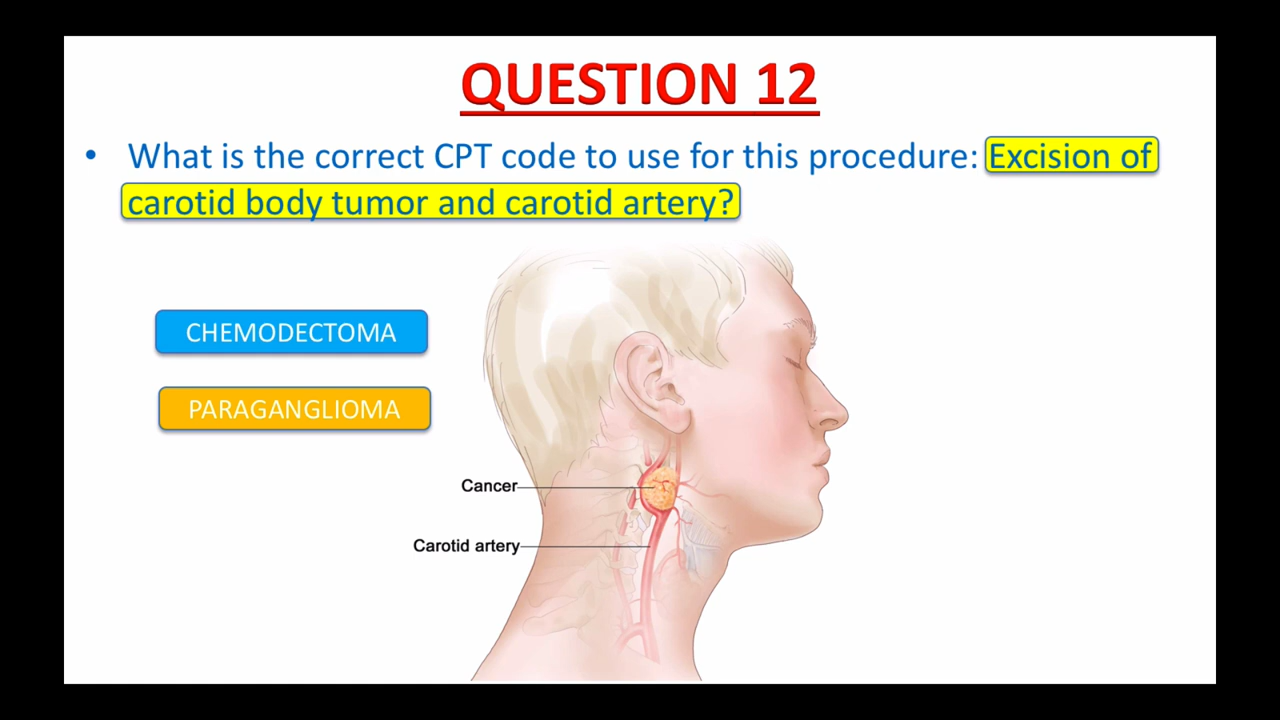 QUESTION 12
• What is the correct CPT code to use for this procedure: Excision of
carotid body tumor and carotid artery?
CHEMODECTOMA
PARAGANGLIOMA
Cancer
Carotid artery